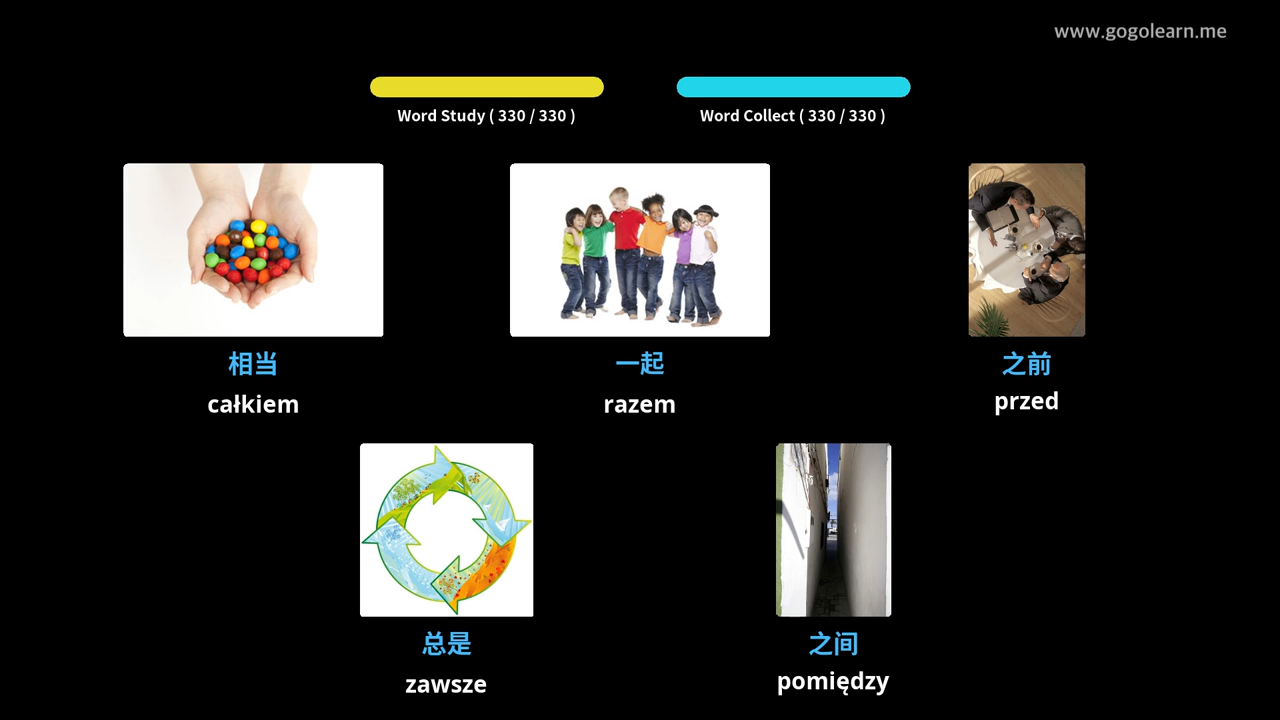 www.gogolearn.me
Word Study ( 330 / 330 )
Word Collect ( 330 / 330 )
相当
całkiem
一起
razem
之前
przed
总是
zawsze
之间
pomiędzy